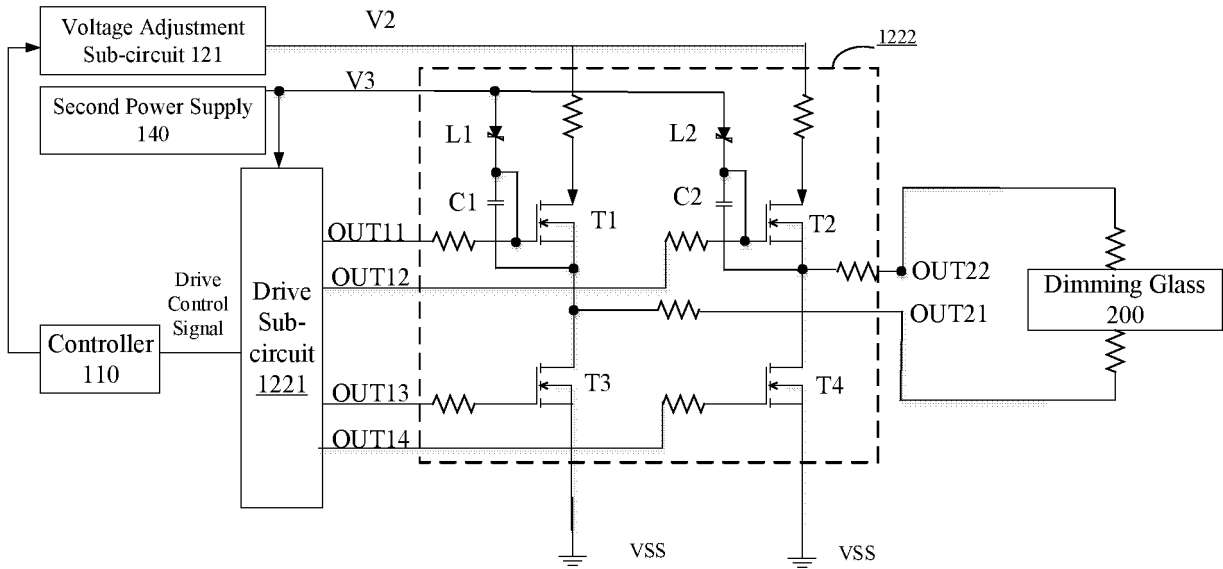 Voltage Adjustment
Sub-circuit 121
V2
1222
V3
Second Power Supply
140
L1
L2
C1
C2
T1
T2
OUT11
OUT12
OUT22
OUT21
Drive
Control
Signal
Drive
Sub-
circuit
1221
Dimming Glass
200
Controller
110
T3
T4
OUT13
OUT14
VSS
VSS